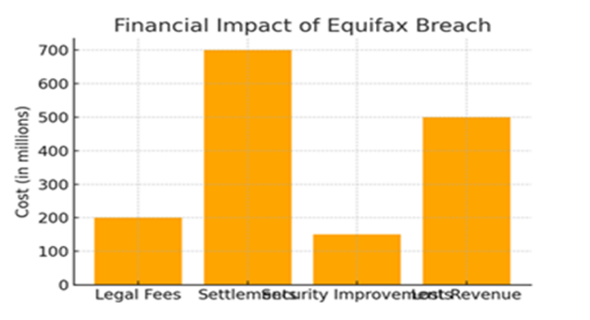 Financial Impact of Equifax Breach
Cost (in millions)
700
600
500
400
300
200
100
0
Legal Fees
Settlements
Security Improvements
Lost Revenue